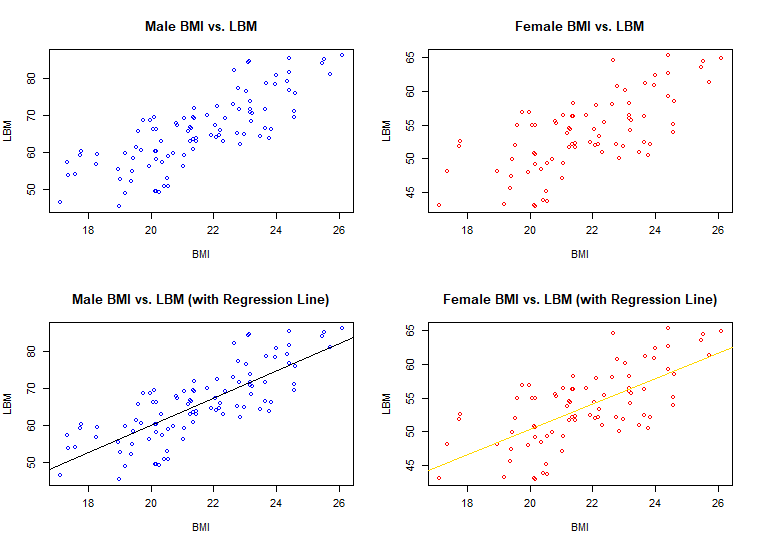 Male BMI vs. LBM
LBM
50 60 70 80
18 20 22 24 26
BMI
Female BMI vs. LBM
LBM
45 50 55 60 65
18 20 22 24 26
BMI
Male BMI vs. LBM (with Regression Line)
LBM
50 60 70 80
18 20 22 24 26
BMI
Female BMI vs. LBM (with Regression Line)
LBM
45 50 55 60 65
18 20 22 24 26
BMI